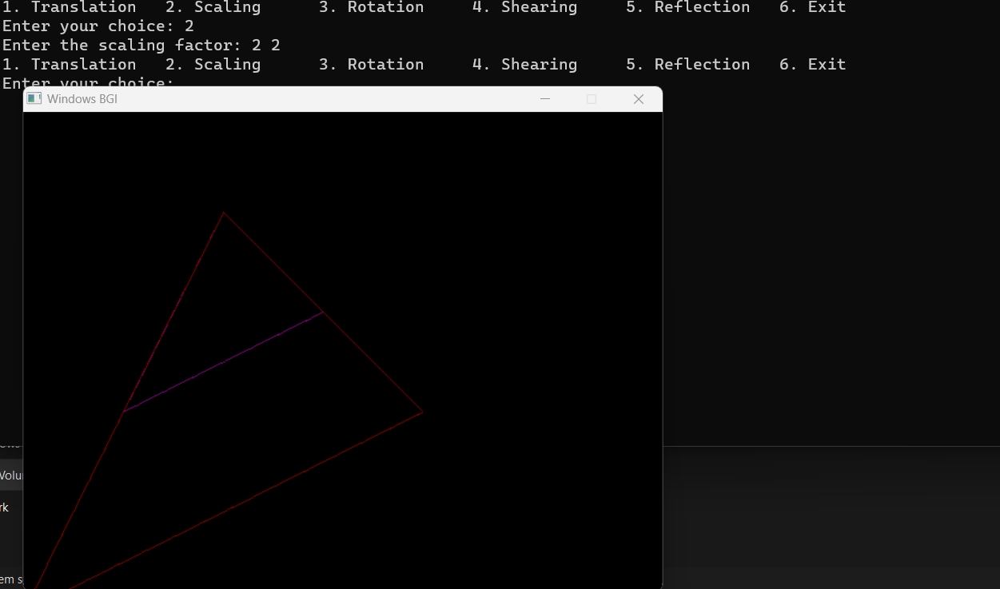 1. Translation   2. Scaling      3. Rotation     4. Shearing     5. Reflection   6. Exit
Enter your choice: 2
Enter the scaling factor: 2 2
1. Translation   2. Scaling      3. Rotation     4. Shearing     5. Reflection   6. Exit
Enter your choice:
Windows BGI
Volu
rk
em s